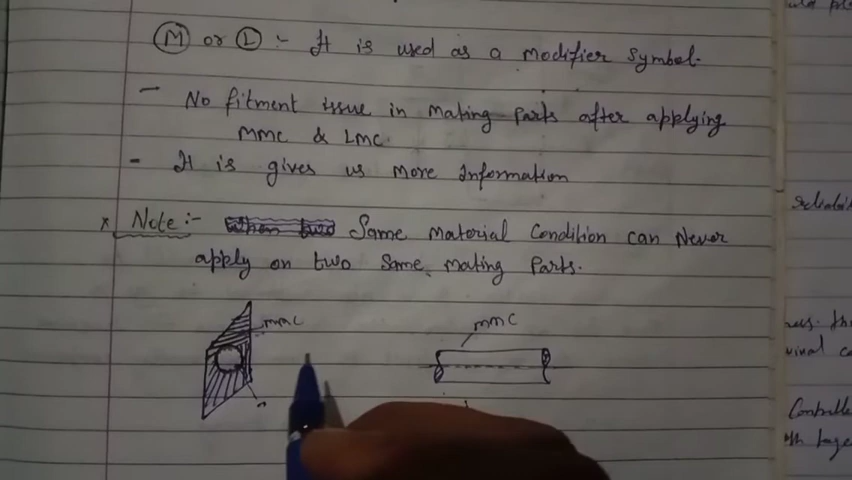 Ⓜ or Ⓛ :- It is used as a modifier symbol.
- No fitment issue in mating parts after applying
MMC & LMC.
- It is gives us more information
x Note :- Same material Condition can Never
apply on two Same mating parts.
MMC
MMC